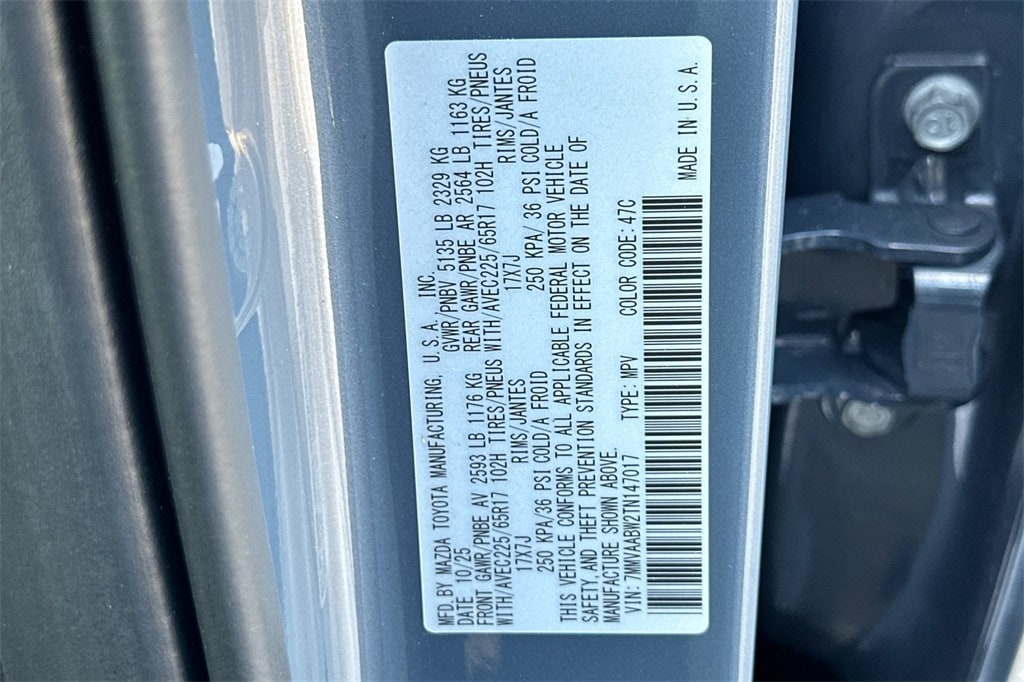 MFD.BY MAZDA TOYOTA MANUFACTURING, U.S.A., INC.
DATE 10/25 GVWR/PNBV 5135 LB 2329 KG
FRONT GAWR/PNBE AV 2593 LB 1176 KG REAR GAWR/PNBE AR 2564 LB 1163 KG
WITH/AVEC225/65R17 102H TIRES/PNEUS WITH/AVEC225/65R17 102H TIRES/PNEUS
17X7J RIMS/JANTES 17X7J RIMS/JANTES
250 KPA/36 PSI COLD/A FROID 250 KPA/ 36 PSI COLD/A FROID
THIS VEHICLE CONFORMS TO ALL APPLICABLE FEDERAL MOTOR VEHICLE
SAFETY, AND THEFT PREVENTION STANDARDS IN EFFECT ON THE DATE OF
MANUFACTURE SHOWN ABOVE.
VIN: 7MMVAABW2TN147017 TYPE: MPV COLOR CODE: 47C
MADE IN U.S.A.